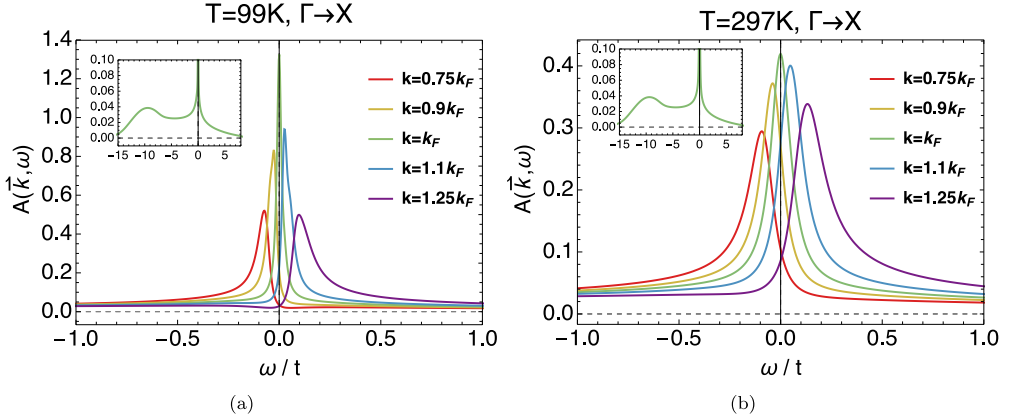 T=99K, Γ→X
A(k⃗,ω)
1.4
1.2
1.0
0.8
0.6
0.4
0.2
0.0
0.10
0.08
0.06
0.04
0.02
0.00
-15 -10 -5 0 5
k=0.75k_F
k=0.9k_F
k=k_F
k=1.1k_F
k=1.25k_F
-1.0 -0.5 0.0 0.5 1.0
ω / t
(a)
T=297K, Γ→X
A(k⃗,ω)
0.4
0.3
0.2
0.1
0.0
0.10
0.08
0.06
0.04
0.02
0.00
-15 -10 -5 0 5
k=0.75k_F
k=0.9k_F
k=k_F
k=1.1k_F
k=1.25k_F
-1.0 -0.5 0.0 0.5 1.0
ω / t
(b)